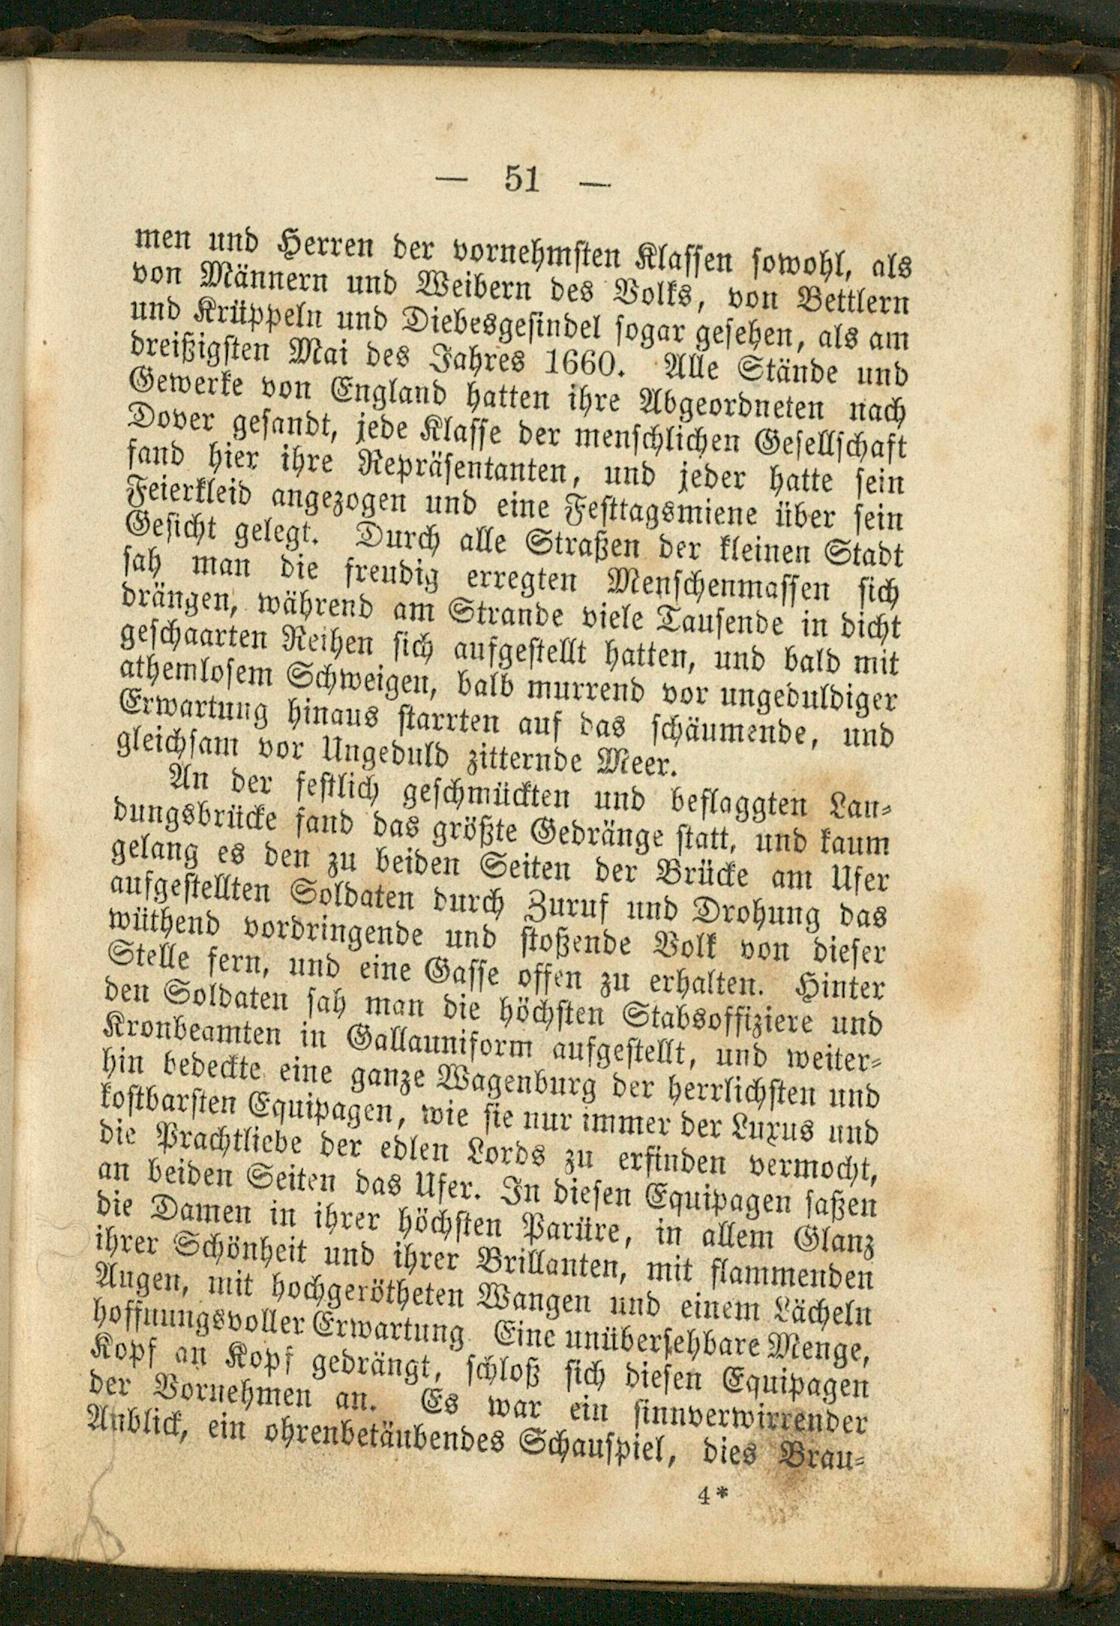 — 51 —
men und Herren der vornehmsten Klassen sowohl, als
von Männern und Weibern des Volks, von Bettlern
und Krüppeln und Diebesgesindel sogar gesehen, als am
dreißigsten Mai des Jahres 1660. Alle Stände und
Gewerke von England hatten ihre Abgeordneten nach
Dover gesandt, jede Klasse der menschlichen Gesellschaft
fand hier ihre Repräsentanten, und jeder hatte sein
Feierkleid angezogen und eine Festtagsmiene über sein
Gesicht gelegt. Durch alle Straßen der kleinen Stadt
sah man die freudig erregten Menschenmassen sich
drängen, während am Strande viele Tausende in dicht
geschaarten Reihen sich aufgestellt hatten, und bald mit
athemlosem Schweigen, balb murrend vor ungeduldiger
Erwartung hinaus starrten auf das schäumende, und
gleichsam vor Ungeduld zitternde Meer.
An der festlich geschmückten und beflaggten Lan-
dungsbrücke fand das größte Gedränge statt, und kaum
gelang es den zu beiden Seiten der Brücke am Ufer
aufgestellten Soldaten durch Zuruf und Drohung das
wüthend vordringende und stoßende Volk von dieser
Stelle fern, und eine Gasse offen zu erhalten. Hinter
den Soldaten sah man die höchsten Stabsoffiziere und
Kronbeamten in Gallauniform aufgestellt, und weiter-
hin bedeckte eine ganze Wagenburg der herrlichsten und
kostbarsten Equipagen, wie sie nur immer der Luxus und
die Prachtliebe der edlen Lords zu erfinden vermocht,
an beiden Seiten das Ufer. In diesen Equipagen saßen
die Damen in ihrer höchsten Parüre, in allem Glanz
ihrer Schönheit und ihrer Brillanten, mit flammenden
Augen, mit hochgerötheten Wangen und einem Lächeln
hoffnungsvoller Erwartung Eine unübersehbare Menge,
Kopf an Kopf gedrängt, schloß sich diesen Equipagen
der Vornehmen an. Es war ein sinnverwirrender
Anblick, ein ohrenbetäubendes Schauspiel, dies Brau-
4*